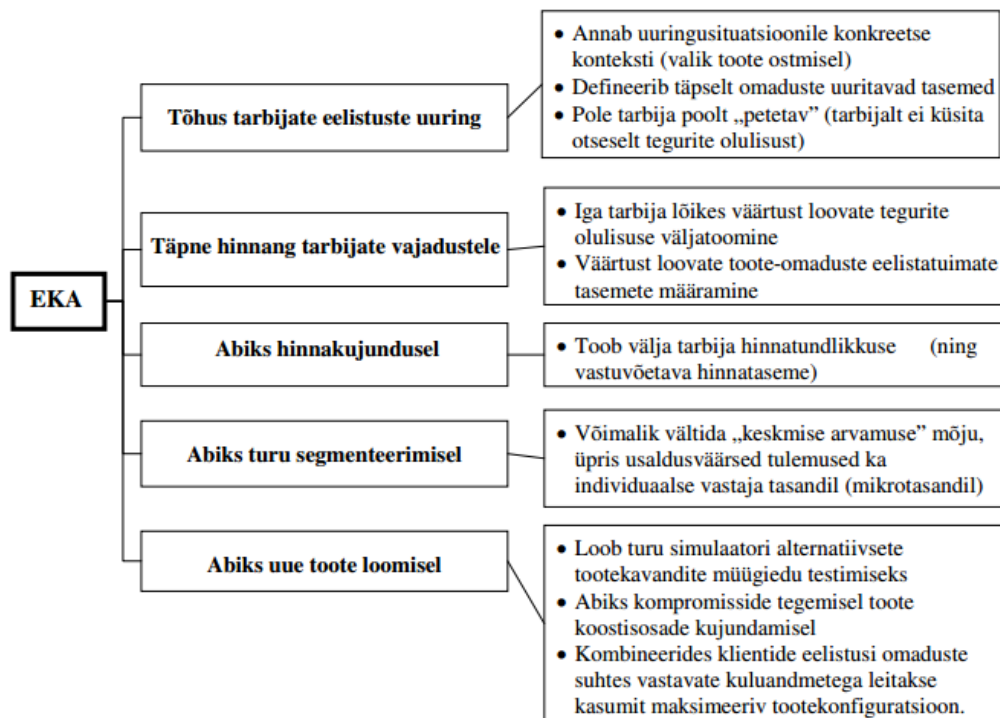 EKA
Tõhus tarbijate eelistuste uuring
• Annab uuringusituatsioonile konkreetse
konteksti (valik toote ostmisel)
• Defineerib täpselt omaduste uuritavad tasemed
• Pole tarbija poolt „petetav” (tarbijalt ei küsita
otseselt tegurite olulisust)
Täpne hinnang tarbijate vajadustele
• Iga tarbija lõikes väärtust loovate tegurite
olulisuse väljatoomine
• Väärtust loovate toote-omaduste eelistatuimate
tasemete määramine
Abiks hinnakujundusel
• Toob välja tarbija hinnatundlikkuse (ning
vastuvõetava hinnataseme)
Abiks turu segmenteerimisel
• Võimalik vältida „keskmise arvamuse” mõju,
üpris usaldusväärsed tulemused ka
individuaalse vastaja tasandil (mikrotasandil)
Abiks uue toote loomisel
• Loob turu simulaatori alternatiivsete
tootekavandite müügiedu testimiseks
• Abiks kompromisside tegemisel toote
koostisosade kujundamisel
• Kombineerides klientide eelistusi omaduste
suhtes vastavate kuluandmetega leitakse
kasumit maksimeeriv tootekonfiguratsioon.